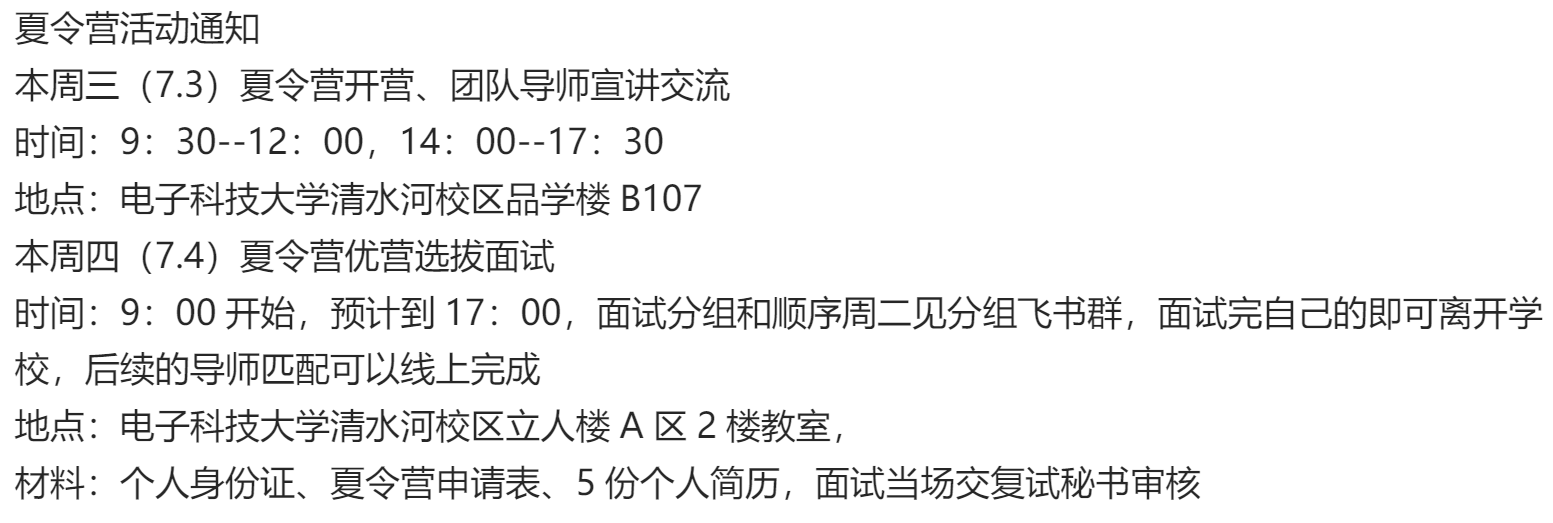 夏令营活动通知
本周三（7.3）夏令营开营、团队导师宣讲交流
时间：9：30--12：00，14：00--17：30
地点：电子科技大学清水河校区品学楼 B107
本周四（7.4）夏令营优营选拔面试
时间：9：00 开始，预计到 17：00，面试分组和顺序周二见分组飞书群，面试完自己的即可离开学
校，后续的导师匹配可以线上完成
地点：电子科技大学清水河校区立人楼 A 区 2 楼教室，
材料：个人身份证、夏令营申请表、5 份个人简历，面试当场交复试秘书审核